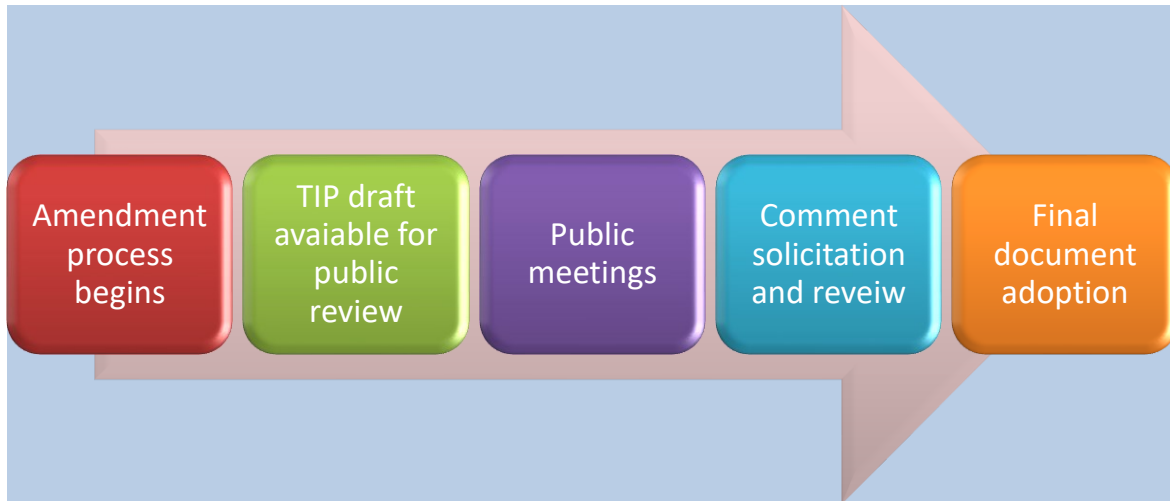 Amendment
process
begins
TIP draft
avaiable for
public
review
Public
meetings
Comment
solicitation
and reveiw
Final
document
adoption